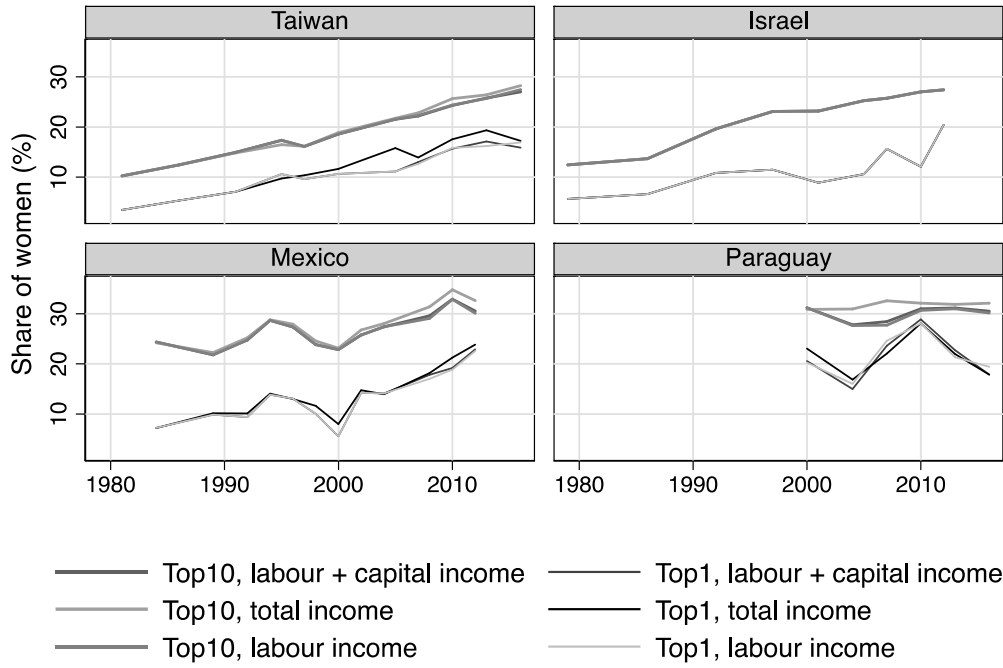 Taiwan
Israel
Share of women (%)
30
20
10
Mexico
Paraguay
30
20
10
1980
1990
2000
2010
1980
1990
2000
2010
Top10, labour + capital income
Top1, labour + capital income
Top10, total income
Top1, total income
Top10, labour income
Top1, labour income